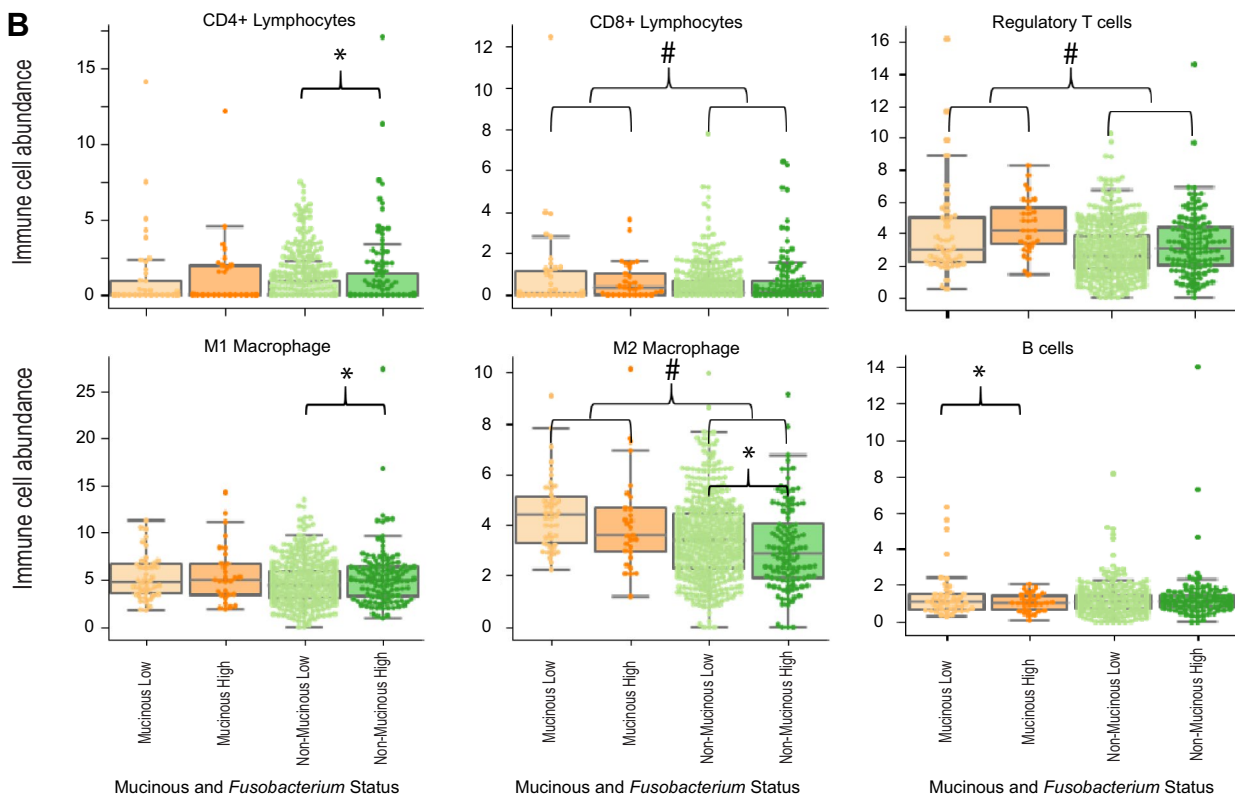 B
CD4+ Lymphocytes
CD8+ Lymphocytes
Regulatory T cells
Immune cell abundance
15
10
5
0
*
12
10
8
6
4
2
0
#
16
14
12
10
8
6
4
2
0
#
M1 Macrophage
M2 Macrophage
B cells
Immune cell abundance
25
20
15
10
5
0
*
10
8
6
4
2
0
#
*
14
12
10
8
6
4
2
0
*
Mucinous Low
Mucinous High
Non-Mucinous Low
Non-Mucinous High
Mucinous Low
Mucinous High
Non-Mucinous Low
Non-Mucinous High
Mucinous Low
Mucinous High
Non-Mucinous Low
Non-Mucinous High
Mucinous and Fusobacterium Status
Mucinous and Fusobacterium Status
Mucinous and Fusobacterium Status